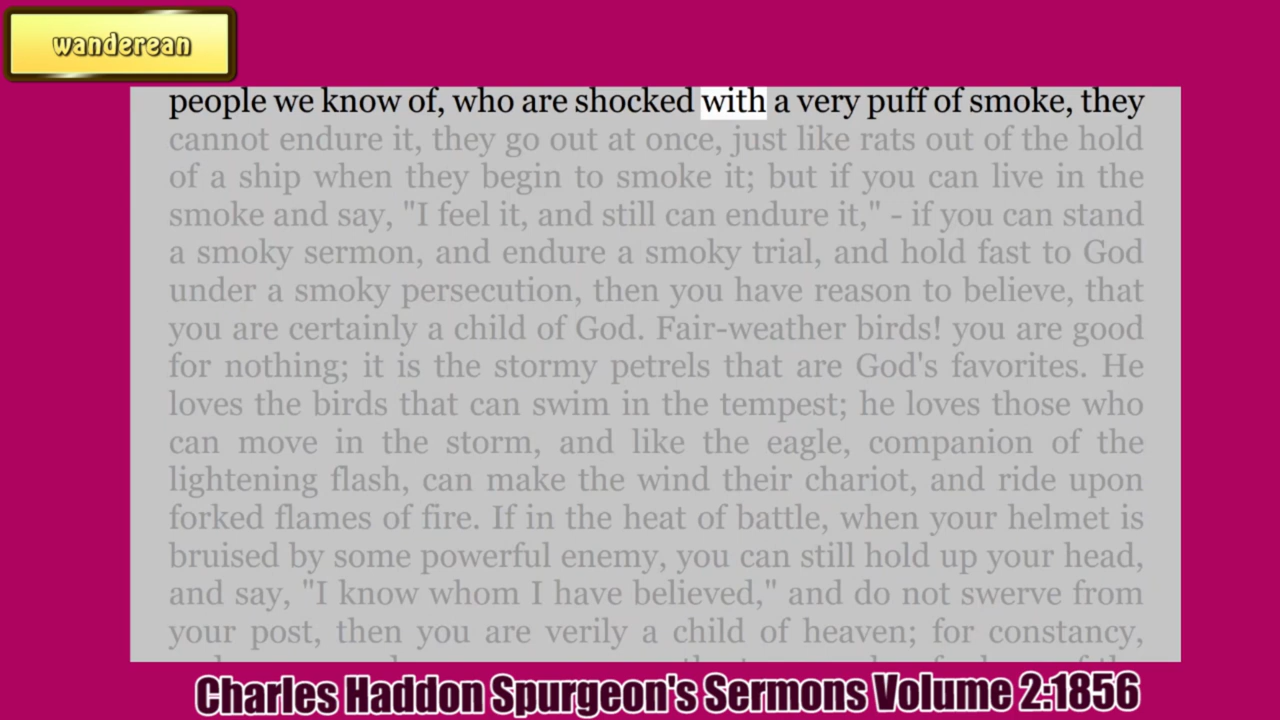 wanderean
people we know of, who are shocked with a very puff of smoke, they
cannot endure it, they go out at once, just like rats out of the hold
of a ship when they begin to smoke it; but if you can live in the
smoke and say, "I feel it, and still can endure it," - if you can stand
a smoky sermon, and endure a smoky trial, and hold fast to God
under a smoky persecution, then you have reason to believe, that
you are certainly a child of God. Fair-weather birds! you are good
for nothing; it is the stormy petrels that are God's favorites. He
loves the birds that can swim in the tempest; he loves those who
can move in the storm, and like the eagle, companion of the
lightening flash, can make the wind their chariot, and ride upon
forked flames of fire. If in the heat of battle, when your helmet is
bruised by some powerful enemy, you can still hold up your head,
and say, "I know whom I have believed," and do not swerve from
your post, then you are verily a child of heaven; for constancy,
Charles Haddon Spurgeon's Sermons Volume 2:1856